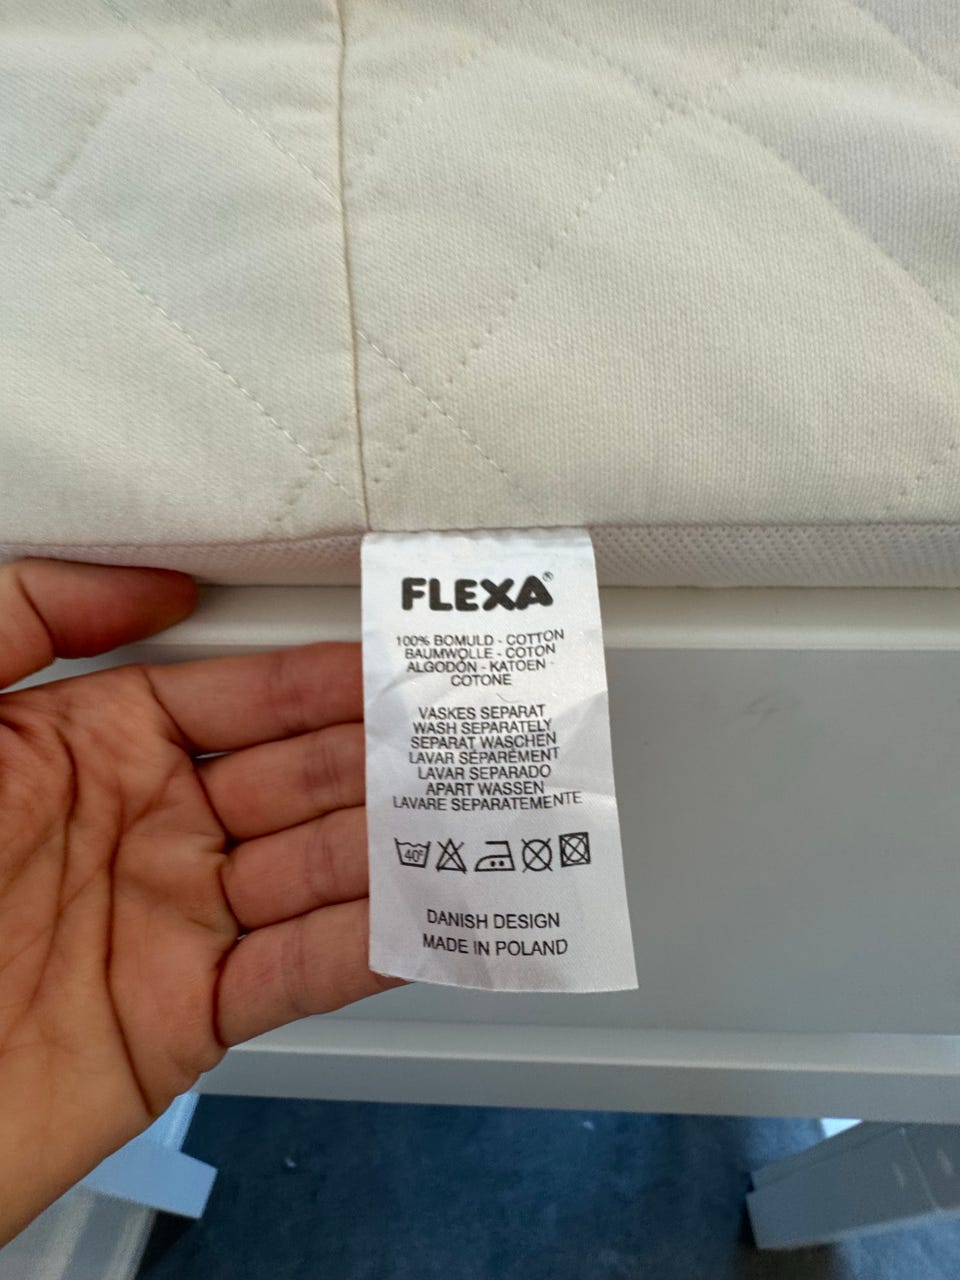 FLEXA®
100% BOMULD - COTTON
BAUMWOLLE - COTON
ALGODÓN - KATOEN -
COTONE
VASKES SEPARAT
WASH SEPARATELY
SEPARAT WASCHEN
LAVAR SÉPARÉMENT
LAVAR SEPARADO
APART WASSEN
LAVARE SEPARATEMENTE
40°
DANISH DESIGN
MADE IN POLAND